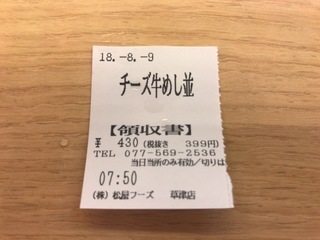 18.-8.-9
チーズ牛めし並
【領収書】
¥ 430(税抜き 399円)
TEL 077-569-2536
当日当所のみ有効/切りは
07:50
(株)松屋フーズ 草津店